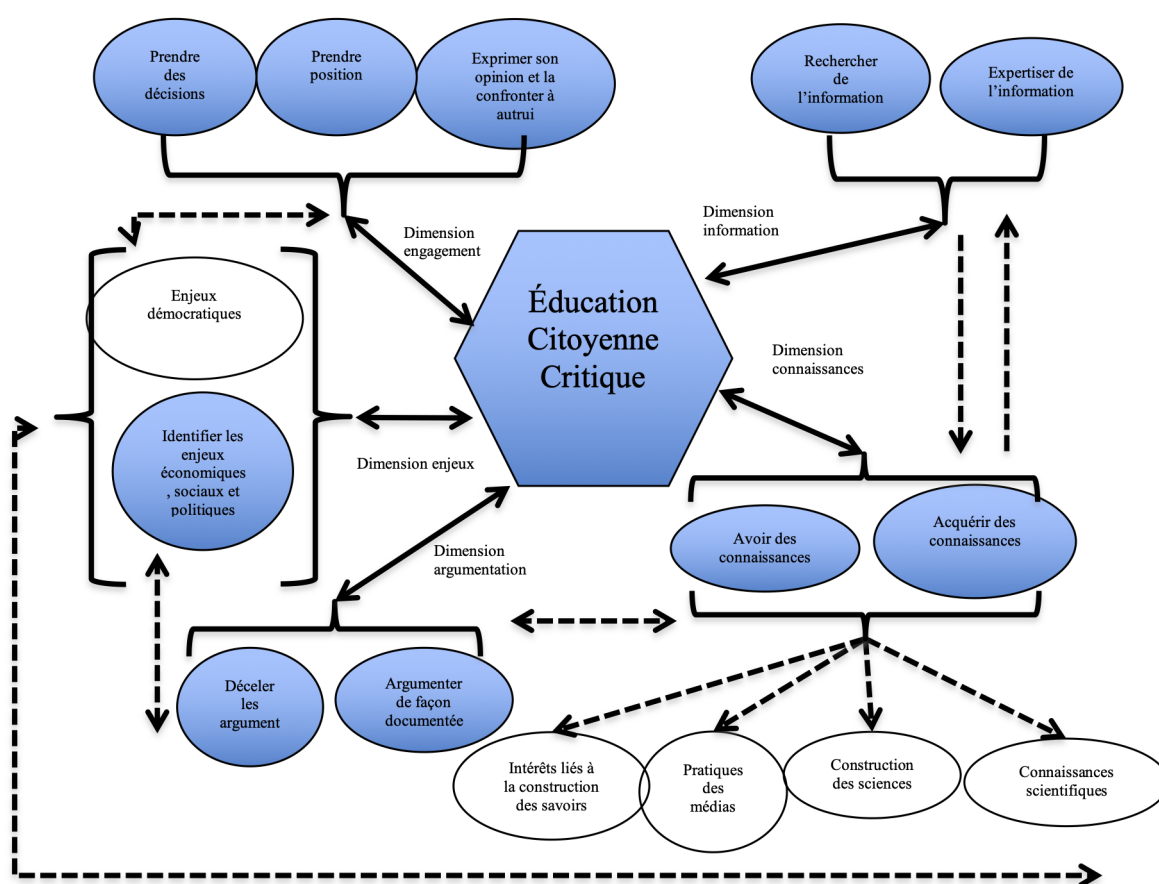 Prendre
des
décisions
Prendre
position
Exprimer son
opinion et la
confronter à
autrui
Rechercher
de
l’information
Expertiser de
l’information
Dimension
engagement
Dimension
information
Enjeux
démocratiques
Éducation
Citoyenne
Critique
Dimension
connaissances
Identifier les
enjeux
économiques
, sociaux et
politiques
Dimension enjeux
Avoir des
connaissances
Acquérir des
connaissances
Dimension
argumentation
Déceler
les
argument
Argumenter
de façon
documentée
Intérêts liés à
la construction
des savoirs
Pratiques
des
médias
Construction
des sciences
Connaissances
scientifiques